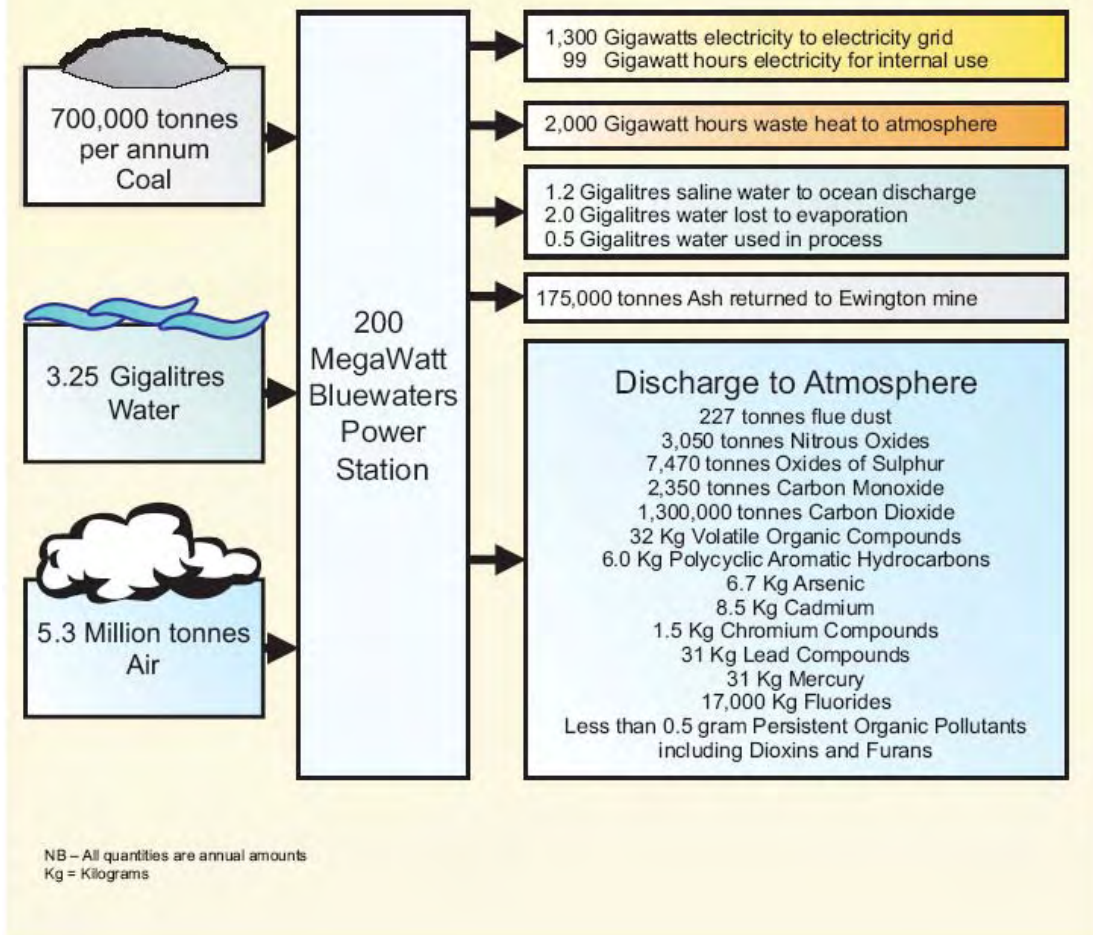 700,000 tonnes
per annum
Coal
3.25 Gigalitres
Water
5.3 Million tonnes
Air
200
MegaWatt
Bluewaters
Power
Station
1,300 Gigawatts electricity to electricity grid
99 Gigawatt hours electricity for internal use
2,000 Gigawatt hours waste heat to atmosphere
1.2 Gigalitres saline water to ocean discharge
2.0 Gigalitres water lost to evaporation
0.5 Gigalitres water used in process
175,000 tonnes Ash returned to Ewington mine
Discharge to Atmosphere
227 tonnes flue dust
3,050 tonnes Nitrous Oxides
7,470 tonnes Oxides of Sulphur
2,350 tonnes Carbon Monoxide
1,300,000 tonnes Carbon Dioxide
32 Kg Volatile Organic Compounds
6.0 Kg Polycyclic Aromatic Hydrocarbons
6.7 Kg Arsenic
8.5 Kg Cadmium
1.5 Kg Chromium Compounds
31 Kg Lead Compounds
31 Kg Mercury
17,000 Kg Fluorides
Less than 0.5 gram Persistent Organic Pollutants
including Dioxins and Furans
NB – All quantities are annual amounts
Kg = Kilograms